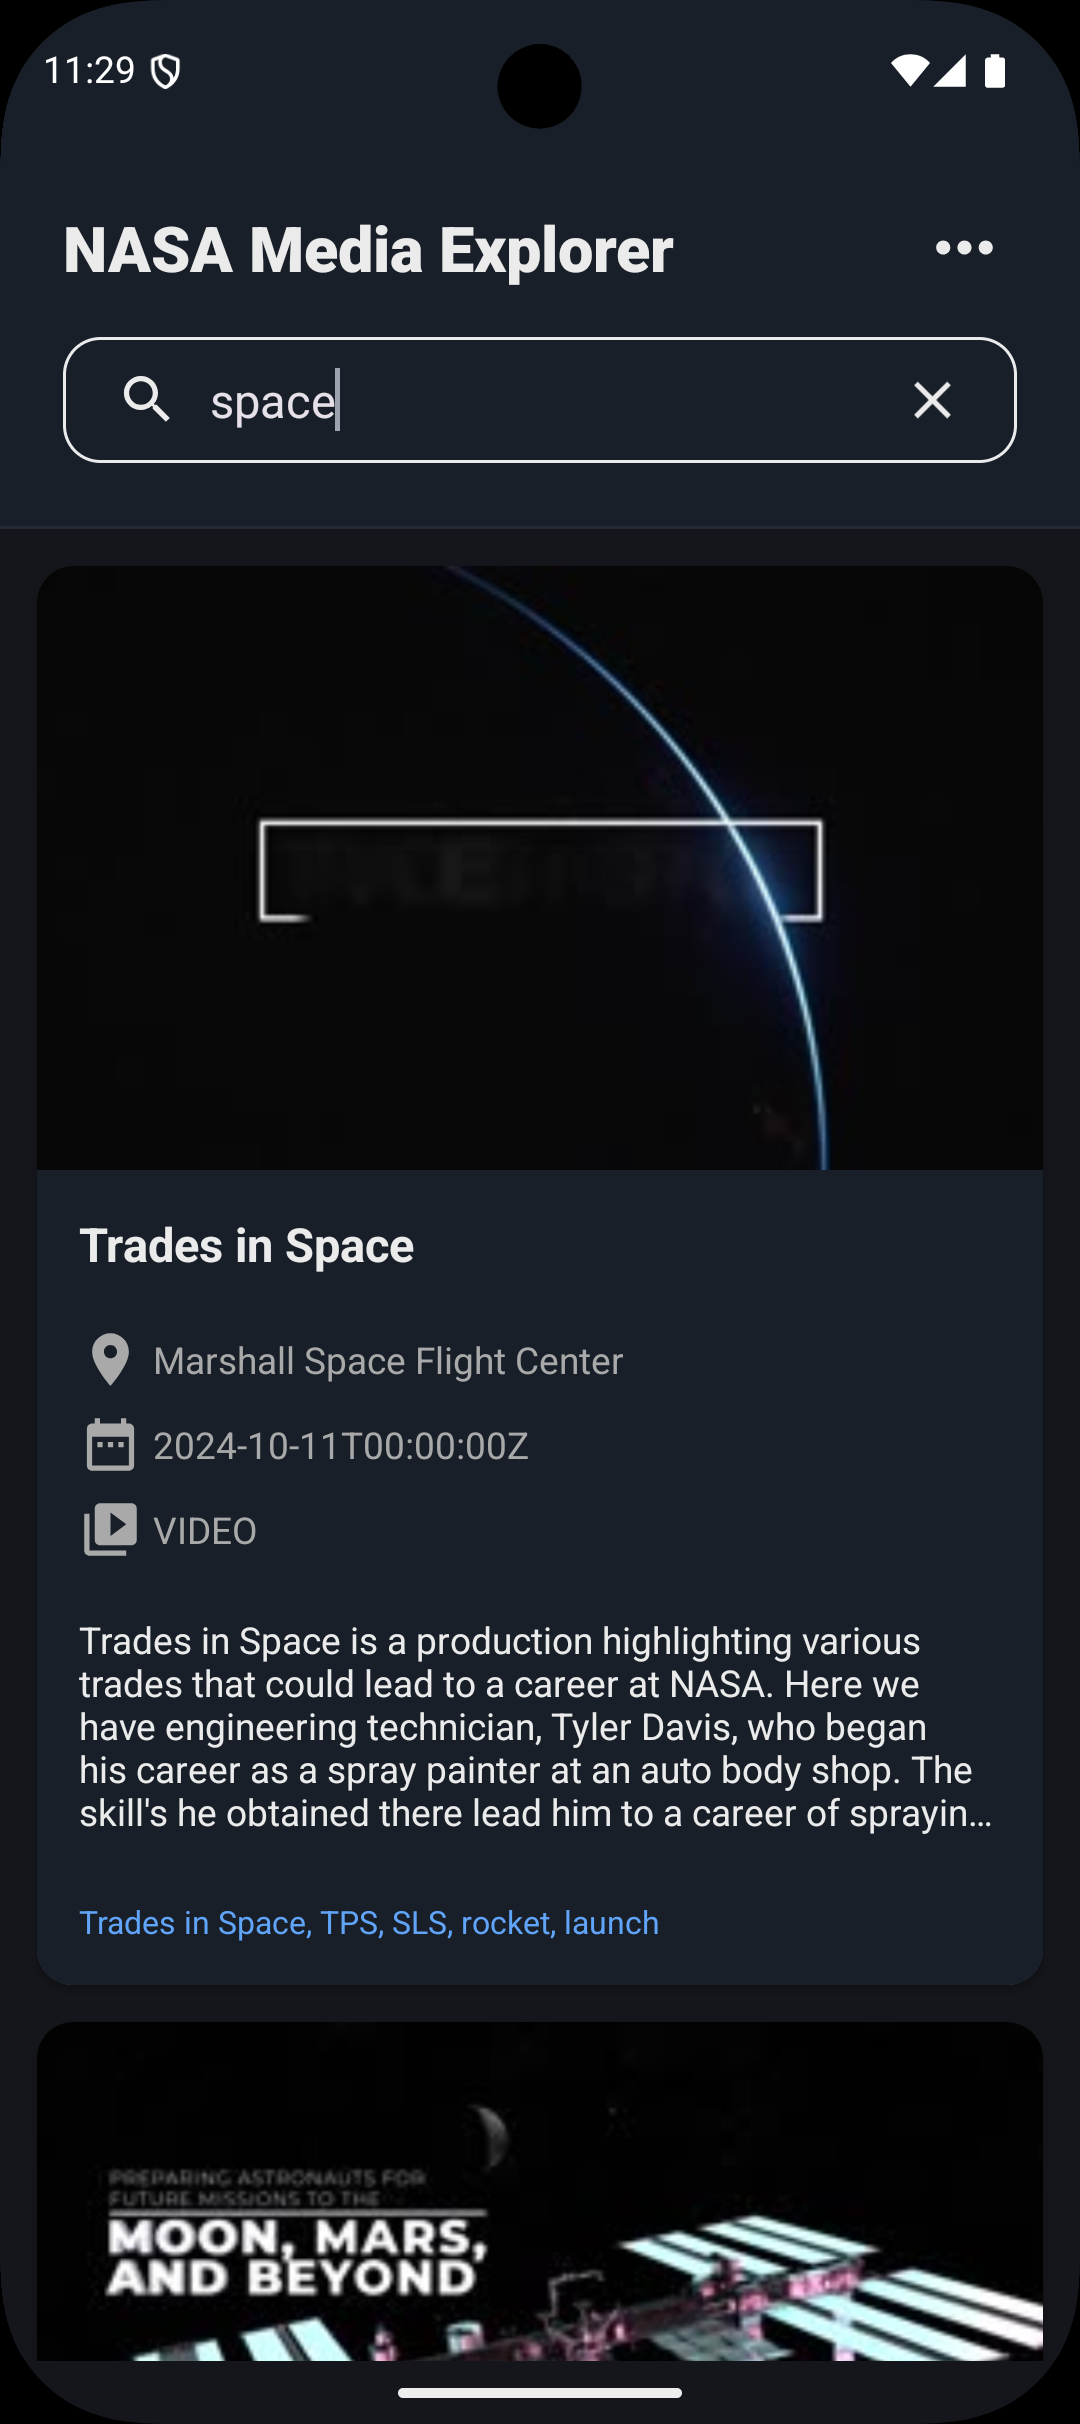 11:29
NASA Media Explorer
space
Trades in Space
Marshall Space Flight Center
2024-10-11T00:00:00Z
VIDEO
Trades in Space is a production highlighting various
trades that could lead to a career at NASA. Here we
have engineering technician, Tyler Davis, who began
his career as a spray painter at an auto body shop. The
skill's he obtained there lead him to a career of sprayin…
Trades in Space, TPS, SLS, rocket, launch
PREPARING ASTRONAUTS FOR
FUTURE MISSIONS TO THE
MOON, MARS,
AND BEYOND